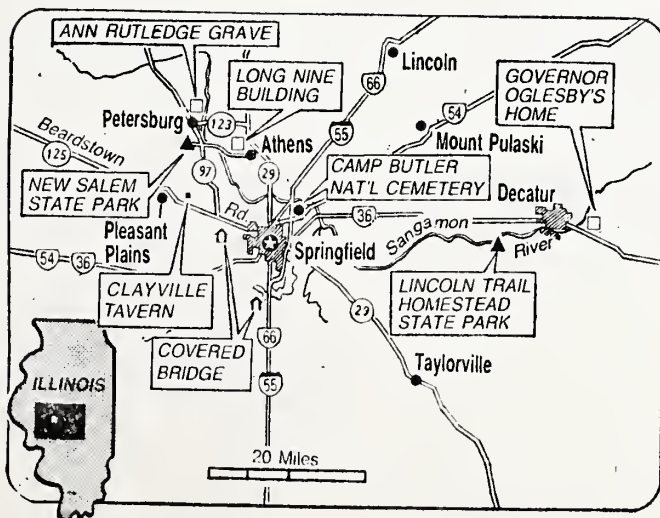 ANN RUTLEDGE GRAVE
LONG NINE
BUILDING
66
Lincoln
GOVERNOR
OGLESBY'S
HOME
Petersburg
123
55
54
Beardstown
125
Athens
Mount Pulaski
97
29
NEW SALEM
STATE PARK
CAMP BUTLER
NAT'L CEMETERY
Decatur
Rd.
36
Pleasant
Plains
Springfield
Sangamon
River
54
36
CLAYVILLE
TAVERN
LINCOLN TRAIL
HOMESTEAD
STATE PARK
29
COVERED
BRIDGE
66
Taylorville
55
ILLINOIS
20 Miles